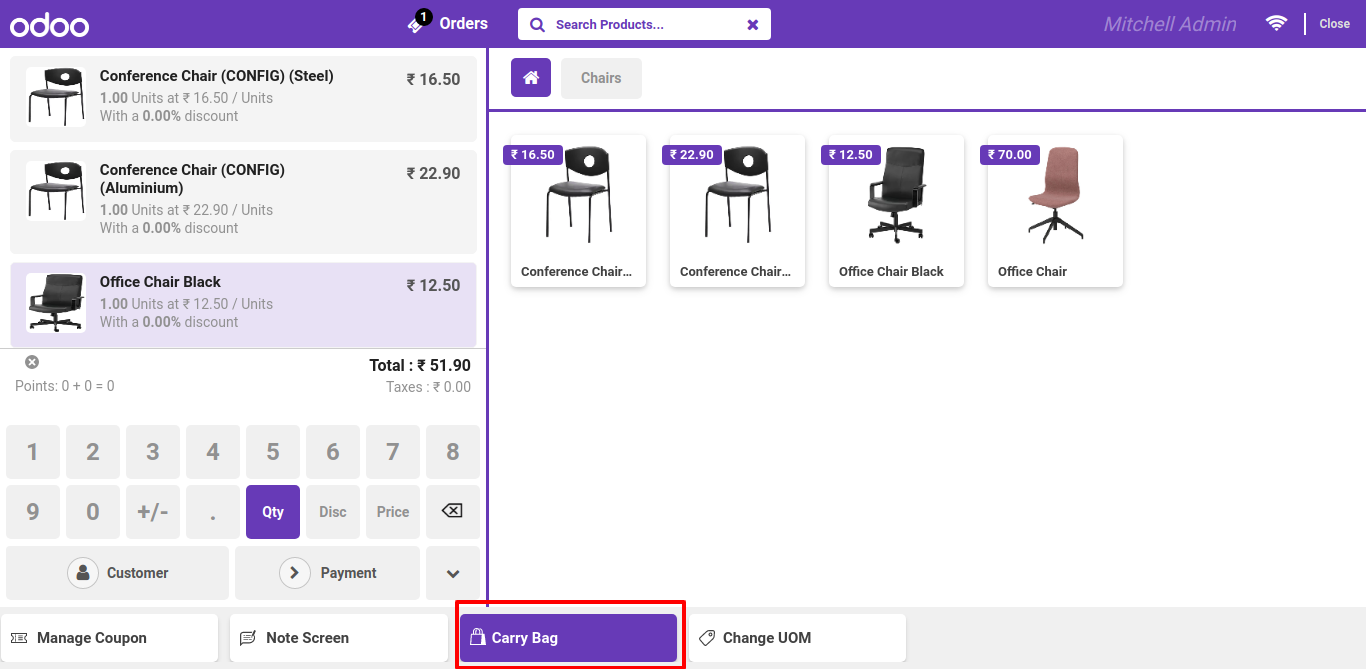 odoo
1
Orders
Search Products...
Mitchell Admin
Close
Conference Chair (CONFIG) (Steel)
₹ 16.50
1.00 Units at ₹ 16.50 / Units
With a 0.00% discount
Conference Chair (CONFIG)
(Aluminium)
₹ 22.90
1.00 Units at ₹ 22.90 / Units
With a 0.00% discount
Office Chair Black
₹ 12.50
1.00 Units at ₹ 12.50 / Units
With a 0.00% discount
Total : ₹ 51.90
Points: 0 + 0 = 0
Taxes : ₹ 0.00
1 2 3 4 5 6 7 8
9 0 +/- . Qty Disc Price
Customer
Payment
Chairs
₹ 16.50
Conference Chair...
₹ 22.90
Conference Chair...
₹ 12.50
Office Chair Black
₹ 70.00
Office Chair
Manage Coupon
Note Screen
Carry Bag
Change UOM